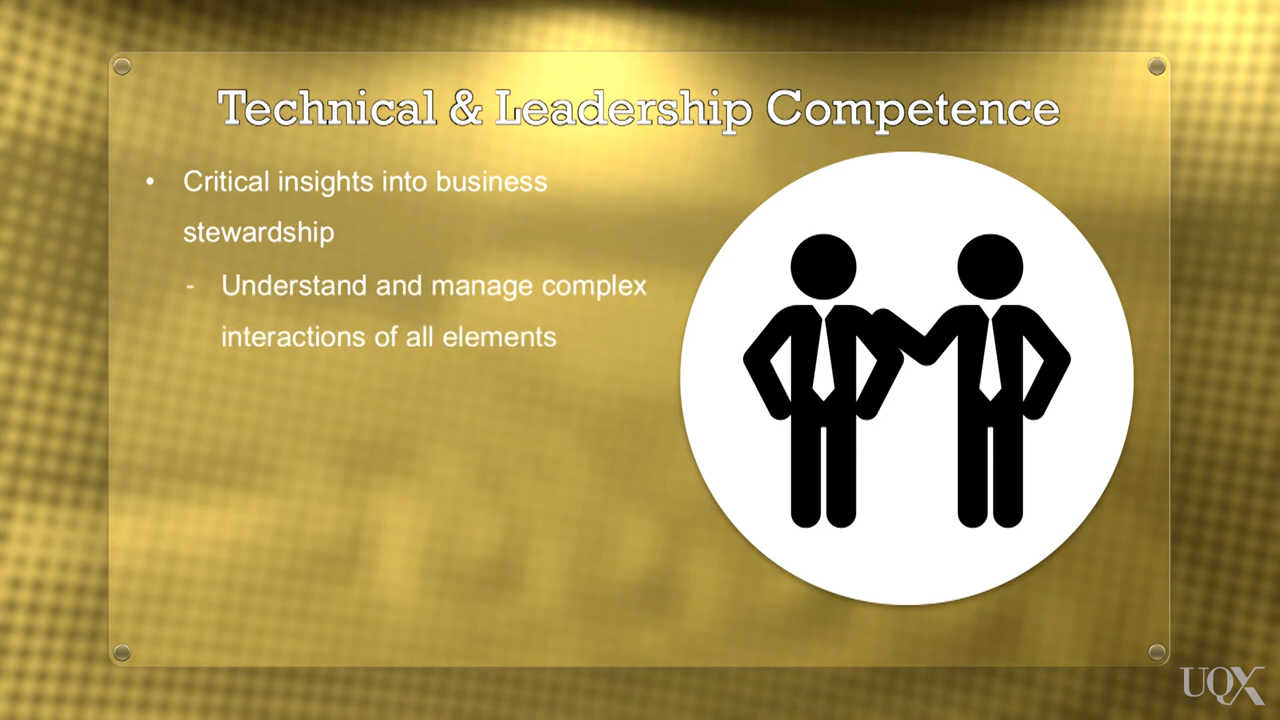 Technical & Leadership Competence
• Critical insights into business
stewardship
- Understand and manage complex
interactions of all elements
UQX